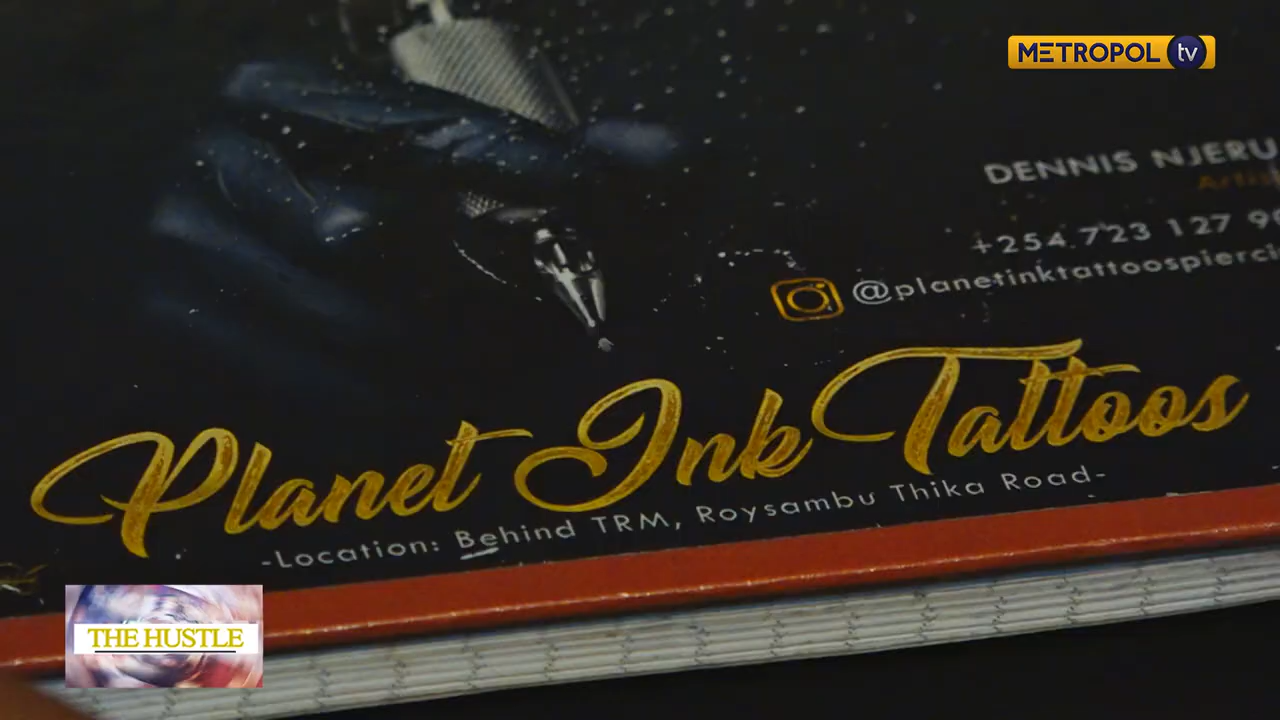 METROPOL tv
DENNIS NJERU
+254 723 127
@planetinktattoospierci
Planet Ink Tattoos
-Location: Behind TRM, Roysambu Thika Road-
THE HUSTLE